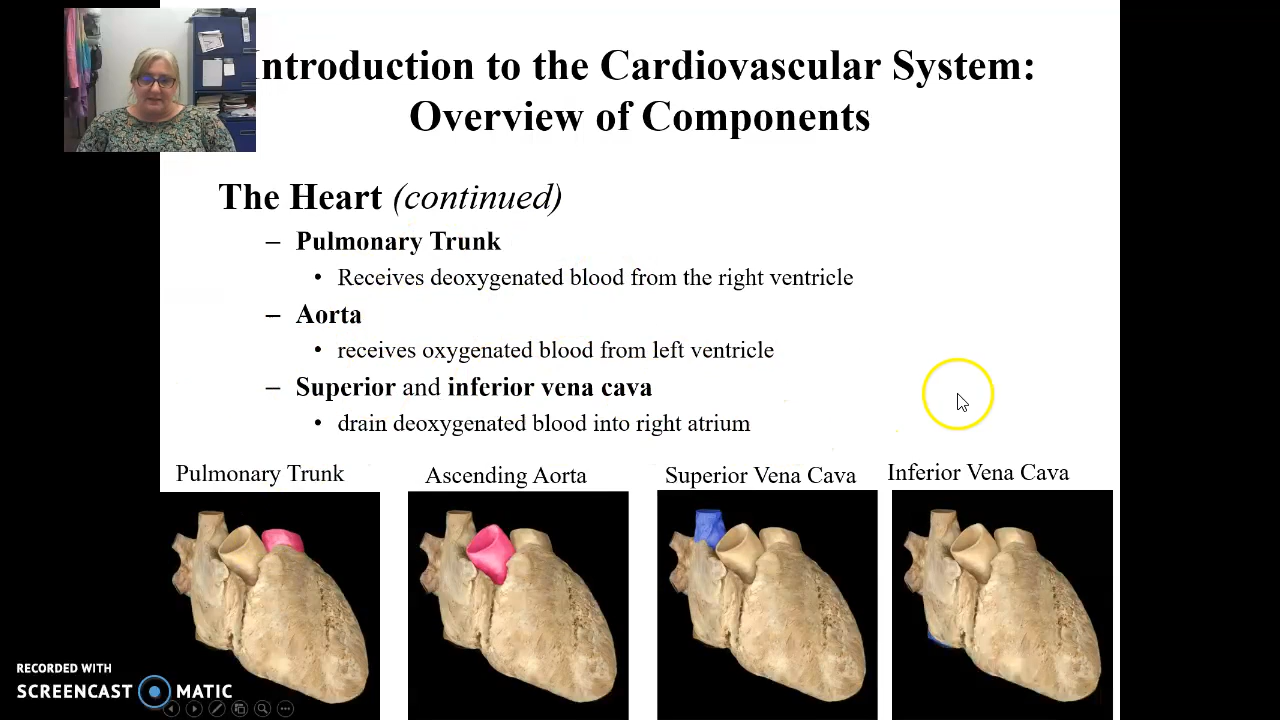 Introduction to the Cardiovascular System:
Overview of Components
The Heart (continued)
– Pulmonary Trunk
• Receives deoxygenated blood from the right ventricle
– Aorta
• receives oxygenated blood from left ventricle
– Superior and inferior vena cava
• drain deoxygenated blood into right atrium
Pulmonary Trunk
Ascending Aorta
Superior Vena Cava
Inferior Vena Cava
RECORDED WITH
SCREENCAST MATIC